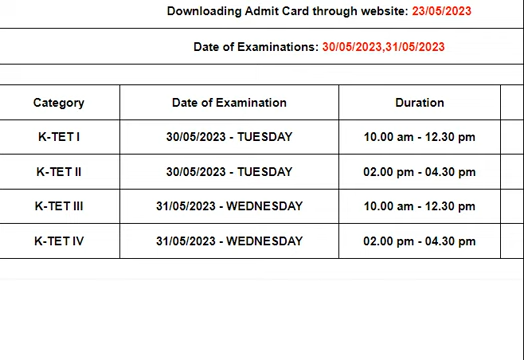 Downloading Admit Card through website: 23/05/2023
Date of Examinations: 30/05/2023,31/05/2023
Category Date of Examination Duration
K-TET I 30/05/2023 - TUESDAY 10.00 am - 12.30 pm
K-TET II 30/05/2023 - TUESDAY 02.00 pm - 04.30 pm
K-TET III 31/05/2023 - WEDNESDAY 10.00 am - 12.30 pm
K-TET IV 31/05/2023 - WEDNESDAY 02.00 pm - 04.30 pm